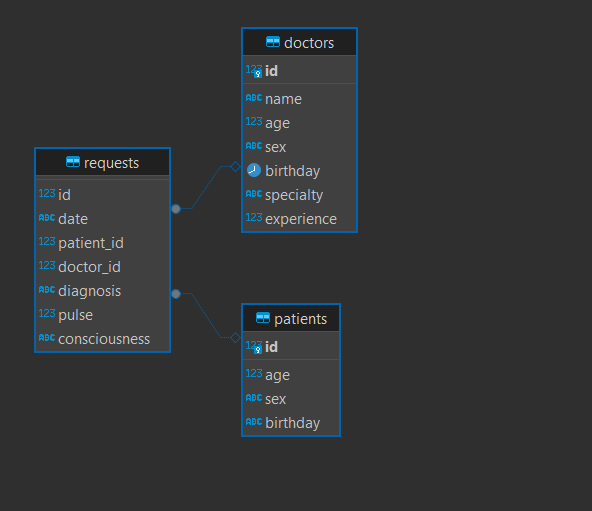 doctors
123 id
ABC name
123 age
ABC sex
birthday
ABC specialty
123 experience
requests
123 id
ABC date
123 patient_id
123 doctor_id
ABC diagnosis
123 pulse
ABC consciousness
patients
123 id
123 age
ABC sex
ABC birthday